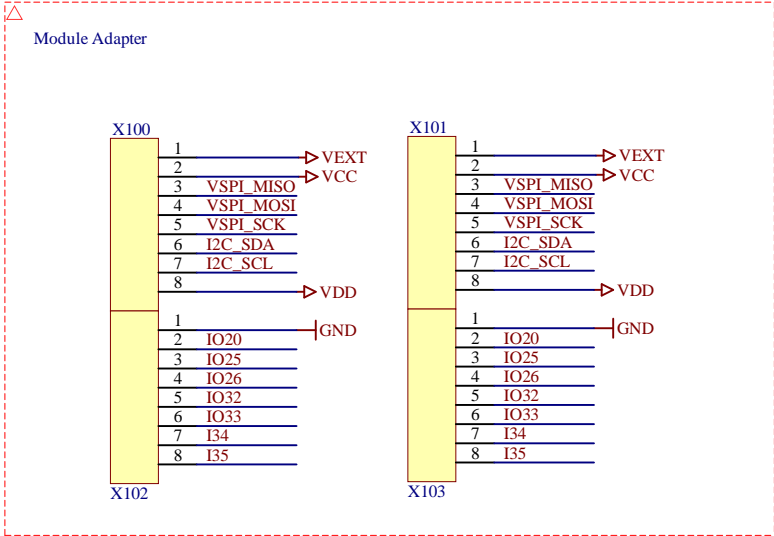 Module Adapter
X100
1 VEXT
2 VCC
3 VSPI_MISO
4 VSPI_MOSI
5 VSPI_SCK
6 I2C_SDA
7 I2C_SCL
8 VDD
1 GND
2 IO20
3 IO25
4 IO26
5 IO32
6 IO33
7 I34
8 I35
X102
X101
1 VEXT
2 VCC
3 VSPI_MISO
4 VSPI_MOSI
5 VSPI_SCK
6 I2C_SDA
7 I2C_SCL
8 VDD
1 GND
2 IO20
3 IO25
4 IO26
5 IO32
6 IO33
7 I34
8 I35
X103